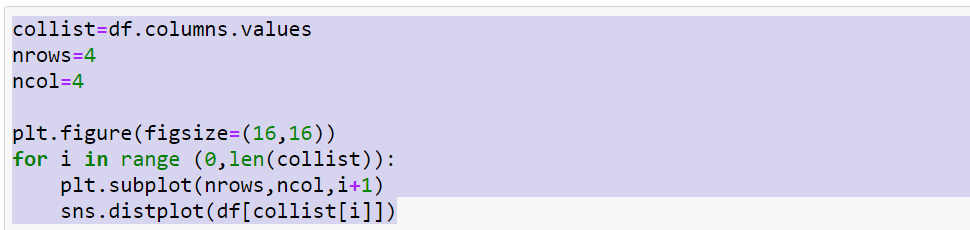 collist=df.columns.values
nrows=4
ncol=4
plt.figure(figsize=(16,16))
for i in range (0,len(collist)):
    plt.subplot(nrows,ncol,i+1)
    sns.distplot(df[collist[i]])